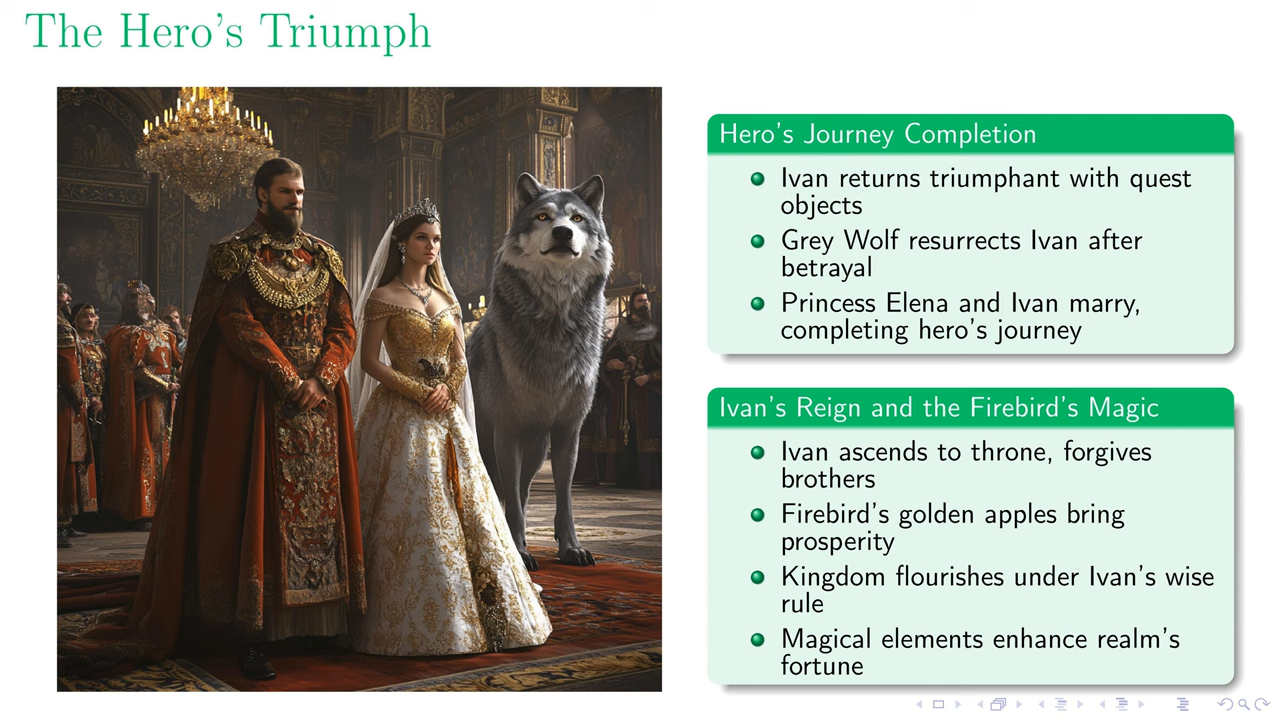 The Hero's Triumph
Hero's Journey Completion
Ivan returns triumphant with quest
objects
Grey Wolf resurrects Ivan after
betrayal
Princess Elena and Ivan marry,
completing hero's journey
Ivan's Reign and the Firebird's Magic
Ivan ascends to throne, forgives
brothers
Firebird's golden apples bring
prosperity
Kingdom flourishes under Ivan's wise
rule
Magical elements enhance realm's
fortune